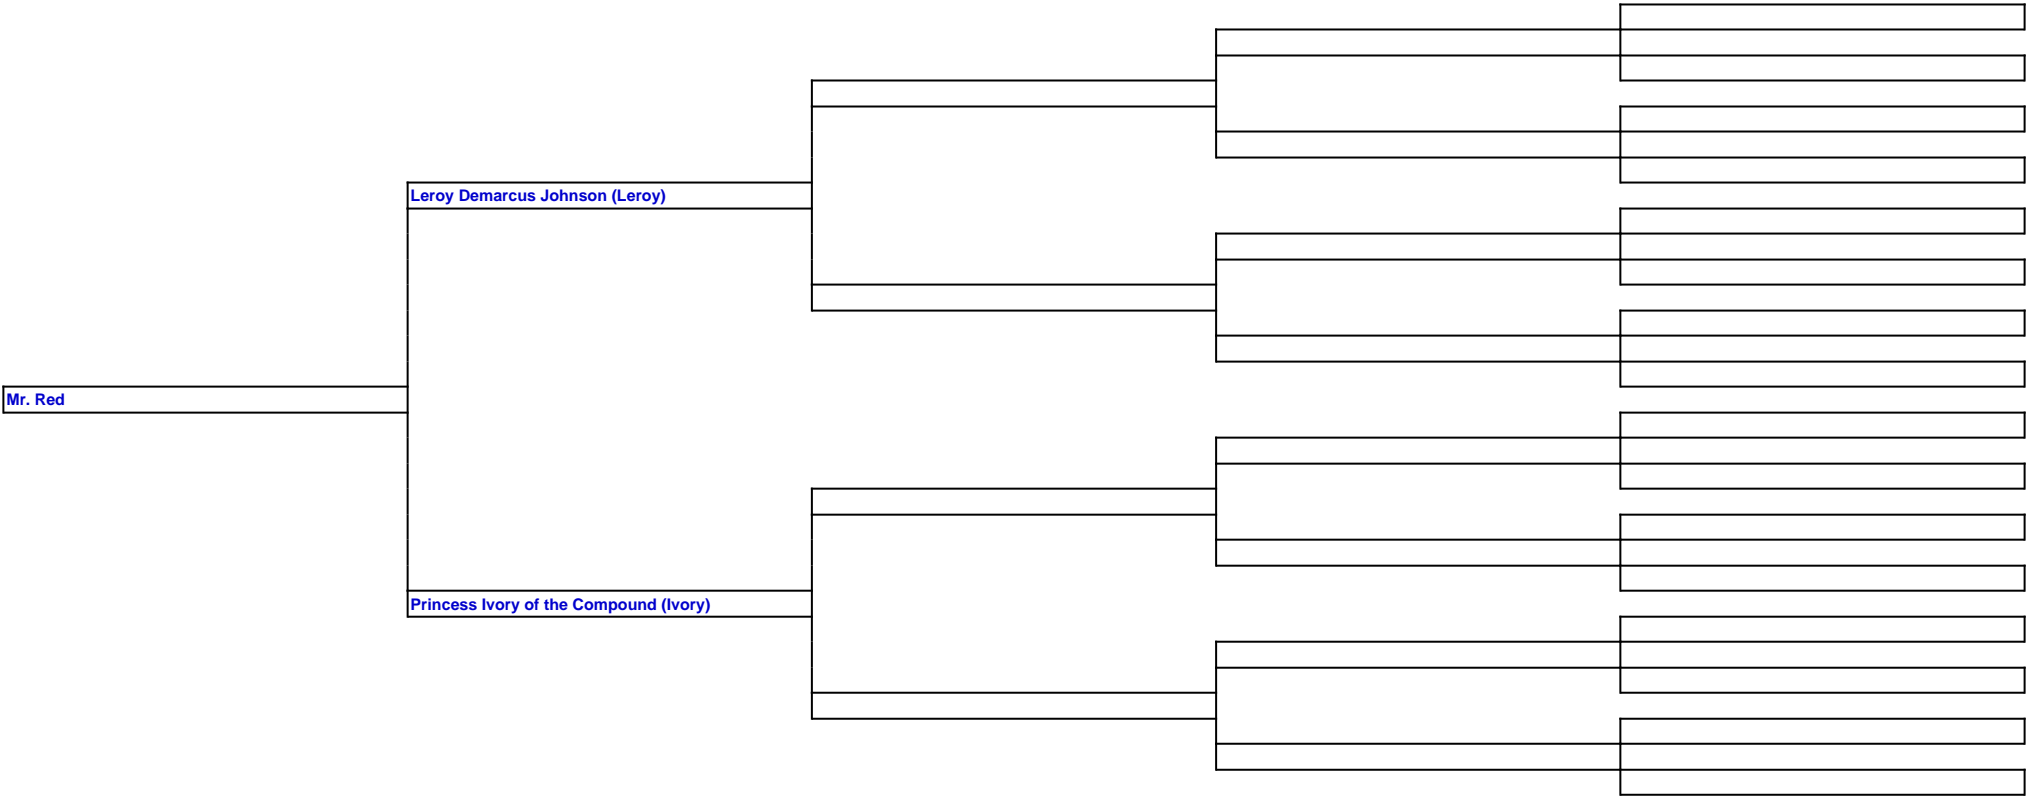 Leroy Demarcus Johnson (Leroy)
Mr. Red
Princess Ivory of the Compound (Ivory)